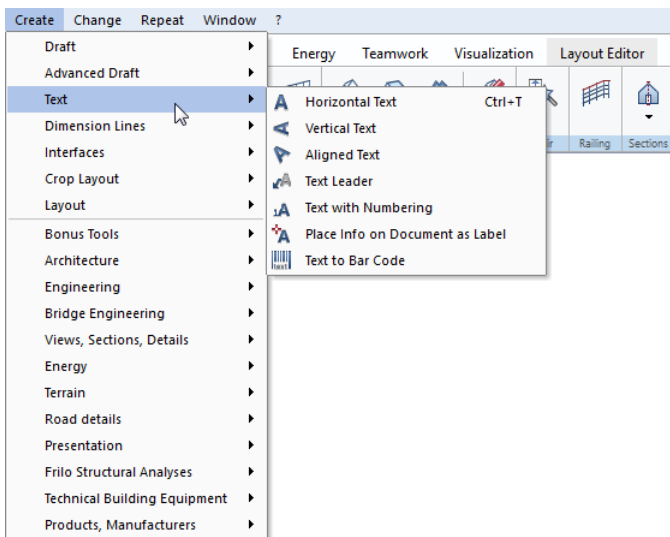 Create Change Repeat Window ?
Energy Teamwork Visualization Layout Editor
Railing Sections
Draft
Advanced Draft
Text
Dimension Lines
Interfaces
Crop Layout
Layout
Bonus Tools
Architecture
Engineering
Bridge Engineering
Views, Sections, Details
Energy
Terrain
Road details
Presentation
Frilo Structural Analyses
Technical Building Equipment
Products, Manufacturers
Horizontal Text Ctrl+T
Vertical Text
Aligned Text
Text Leader
Text with Numbering
Place Info on Document as Label
Text to Bar Code